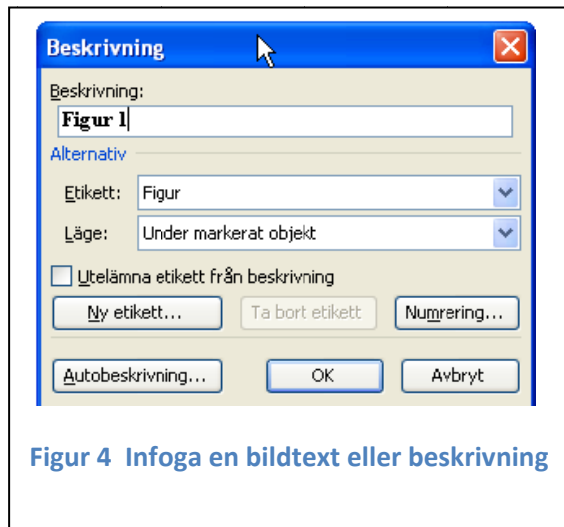 Beskrivning
Beskrivning:
Figur 1
Alternativ
Etikett: Figur
Läge: Under markerat objekt
Utelämna etikett från beskrivning
Ny etikett... Ta bort etikett Numrering...
Autobeskrivning... OK Avbryt
Figur 4 Infoga en bildtext eller beskrivning